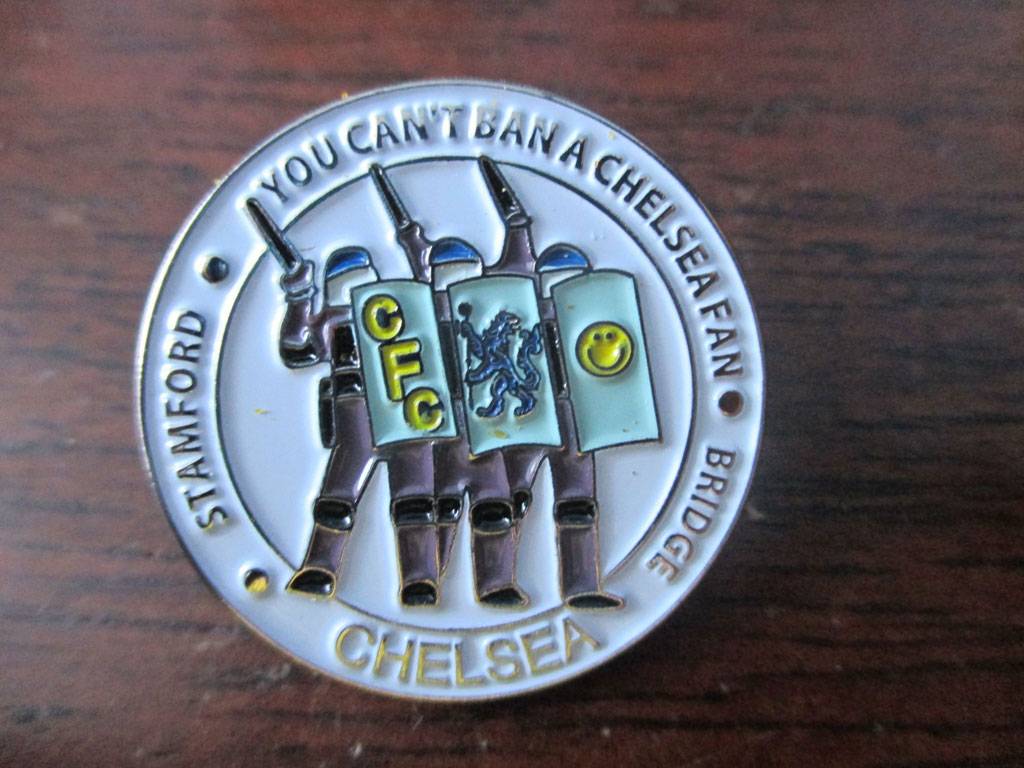 YOU CAN'T BAN A CHELSEA FAN
STAMFORD
BRIDGE
CFC
CHELSEA